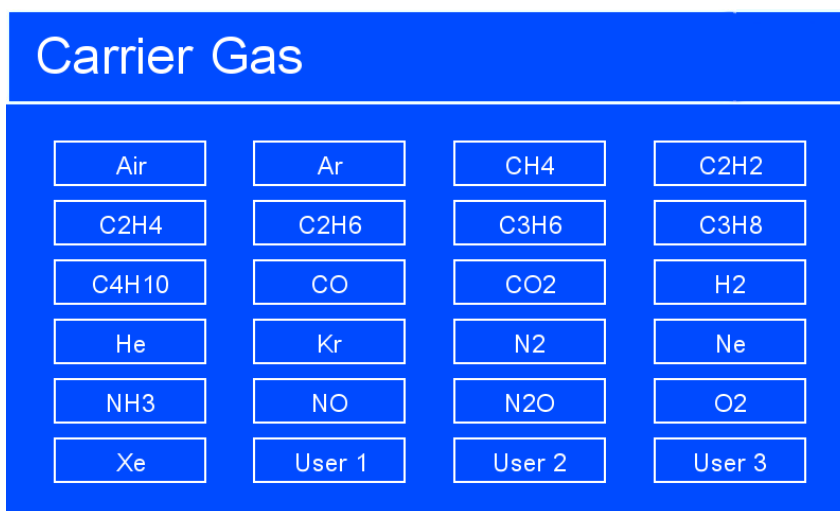 Carrier Gas
Air Ar CH4 C2H2
C2H4 C2H6 C3H6 C3H8
C4H10 CO CO2 H2
He Kr N2 Ne
NH3 NO N2O O2
Xe User 1 User 2 User 3